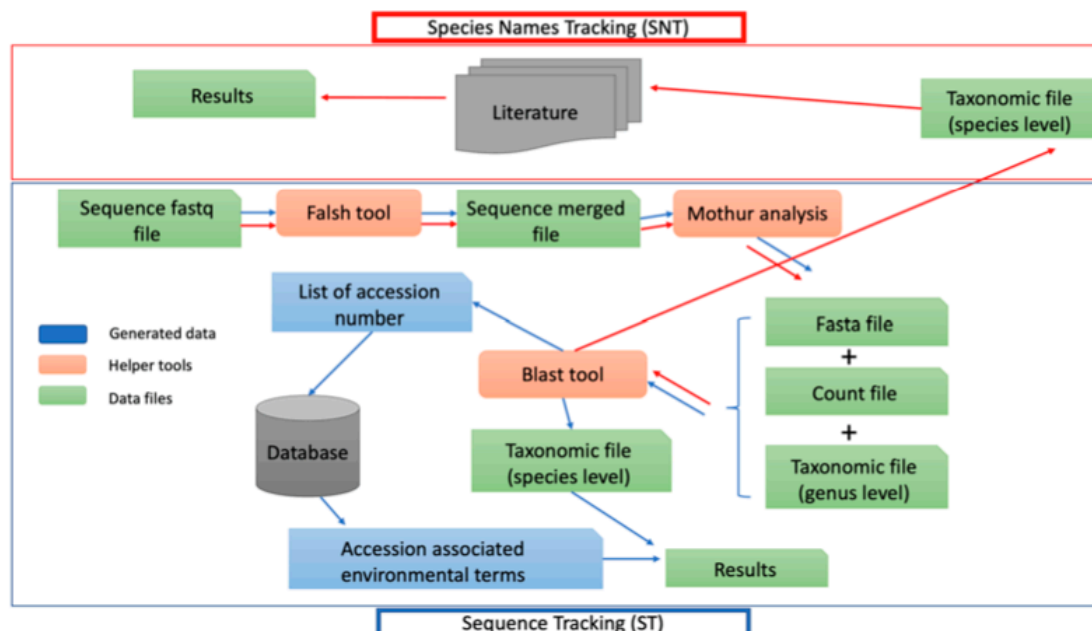 Species Names Tracking (SNT)
Results
Literature
Taxonomic file
(species level)
Sequence fastq
file
Falsh tool
Sequence merged
file
Mothur analysis
List of accession
number
Fasta file
+
Generated data
Helper tools
Data files
Blast tool
Count file
+
Database
Taxonomic file
(species level)
Taxonomic file
(genus level)
Accession associated
environmental terms
Results
Sequence Tracking (ST)